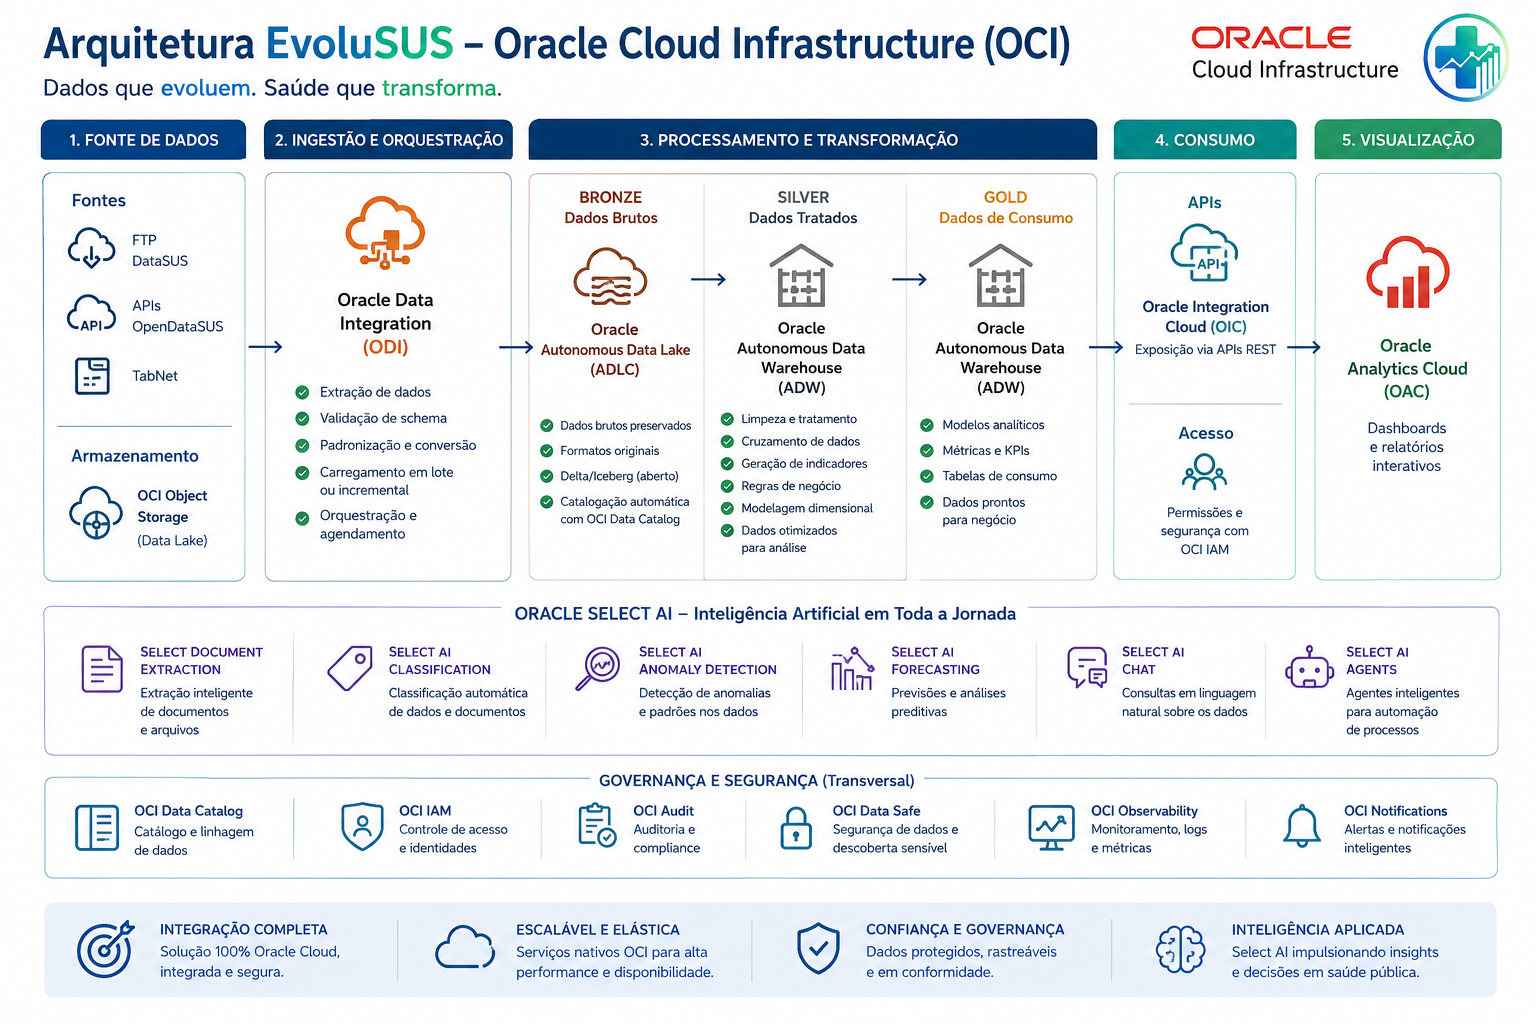 Arquitetura EvoluSUS – Oracle Cloud Infrastructure (OCI)
Dados que evoluem. Saúde que transforma.
ORACLE
Cloud Infrastructure
1. FONTE DE DADOS
2. INGESTÃO E ORQUESTRAÇÃO
3. PROCESSAMENTO E TRANSFORMAÇÃO
4. CONSUMO
5. VISUALIZAÇÃO
Fontes
FTP
DataSUS
API
APIs
OpenDataSUS
TabNet
Armazenamento
OCI Object
Storage
(Data Lake)
Oracle Data
Integration
(ODI)
Extração de dados
Validação de schema
Padronização e conversão
Carregamento em lote
ou incremental
Orquestração e
agendamento
BRONZE
Dados Brutos
Oracle
Autonomous Data Lake
(ADLC)
Dados brutos preservados
Formatos originais
Delta/Iceberg (aberto)
Catalogação automática
com OCI Data Catalog
SILVER
Dados Tratados
Oracle
Autonomous Data
Warehouse
(ADW)
Limpeza e tratamento
Cruzamento de dados
Geração de indicadores
Regras de negócio
Modelagem dimensional
Dados otimizados
para análise
GOLD
Dados de Consumo
Oracle
Autonomous Data
Warehouse
(ADW)
Modelos analíticos
Métricas e KPIs
Tabelas de consumo
Dados prontos
para negócio
APIs
API
Oracle Integration
Cloud (OIC)
Exposição via APIs REST
Acesso
Permissões e
segurança com
OCI IAM
Oracle
Analytics Cloud
(OAC)
Dashboards
e relatórios
interativos
ORACLE SELECT AI – Inteligência Artificial em Toda a Jornada
SELECT DOCUMENT
EXTRACTION
Extração inteligente
de documentos
e arquivos
SELECT AI
CLASSIFICATION
Classificação automática
de dados e documentos
SELECT AI
ANOMALY DETECTION
Detecção de anomalias
e padrões nos dados
SELECT AI
FORECASTING
Previsões e análises
preditivas
SELECT AI
CHAT
Consultas em linguagem
natural sobre os dados
SELECT AI
AGENTS
Agentes inteligentes
para automação
de processos
GOVERNANÇA E SEGURANÇA (Transversal)
OCI Data Catalog
Catálogo e linhagem
de dados
OCI IAM
Controle de acesso
e identidades
OCI Audit
Auditoria e
compliance
OCI Data Safe
Segurança de dados e
descoberta sensível
OCI Observability
Monitoramento, logs
e métricas
OCI Notifications
Alertas e notificações
inteligentes
INTEGRAÇÃO COMPLETA
Solução 100% Oracle Cloud,
integrada e segura.
ESCALÁVEL E ELÁSTICA
Serviços nativos OCI para alta
performance e disponibilidade.
CONFIANÇA E GOVERNANÇA
Dados protegidos, rastreáveis
e em conformidade.
INTELIGÊNCIA APLICADA
Select AI impulsionando insights
e decisões em saúde pública.